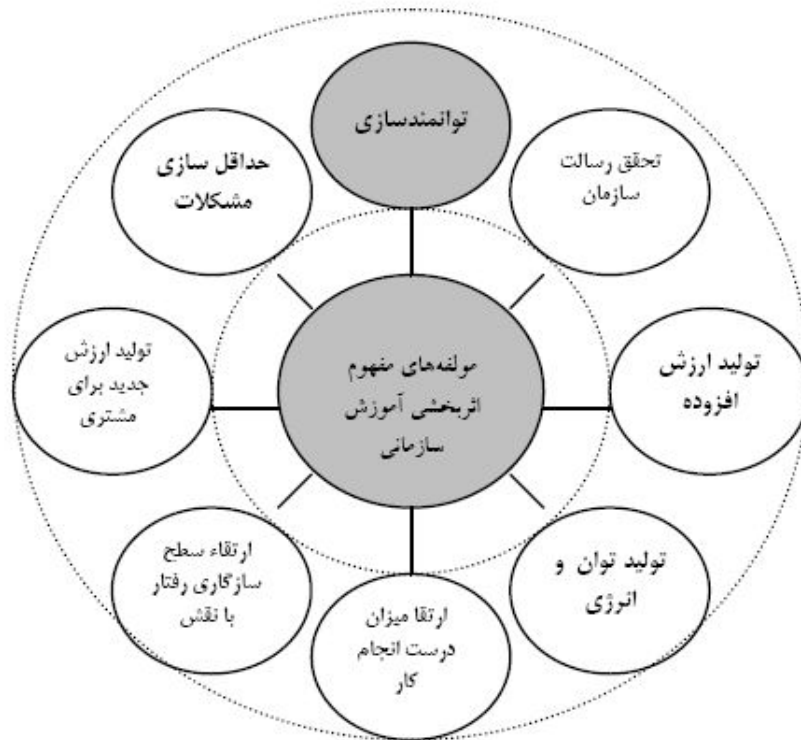 توانمندسازی
تحقق رسالت
سازمان
تولید ارزش
افزوده
تولید توان و
انرژی
ارتقا میزان
درست انجام
کار
ارتقاء سطح
سازگاری رفتار
با نقش
تولید ارزش
جدید برای
مشتری
حداقل سازی
مشکلات
مولفه‌های مفهوم
اثربخشی آموزش
سازمانی